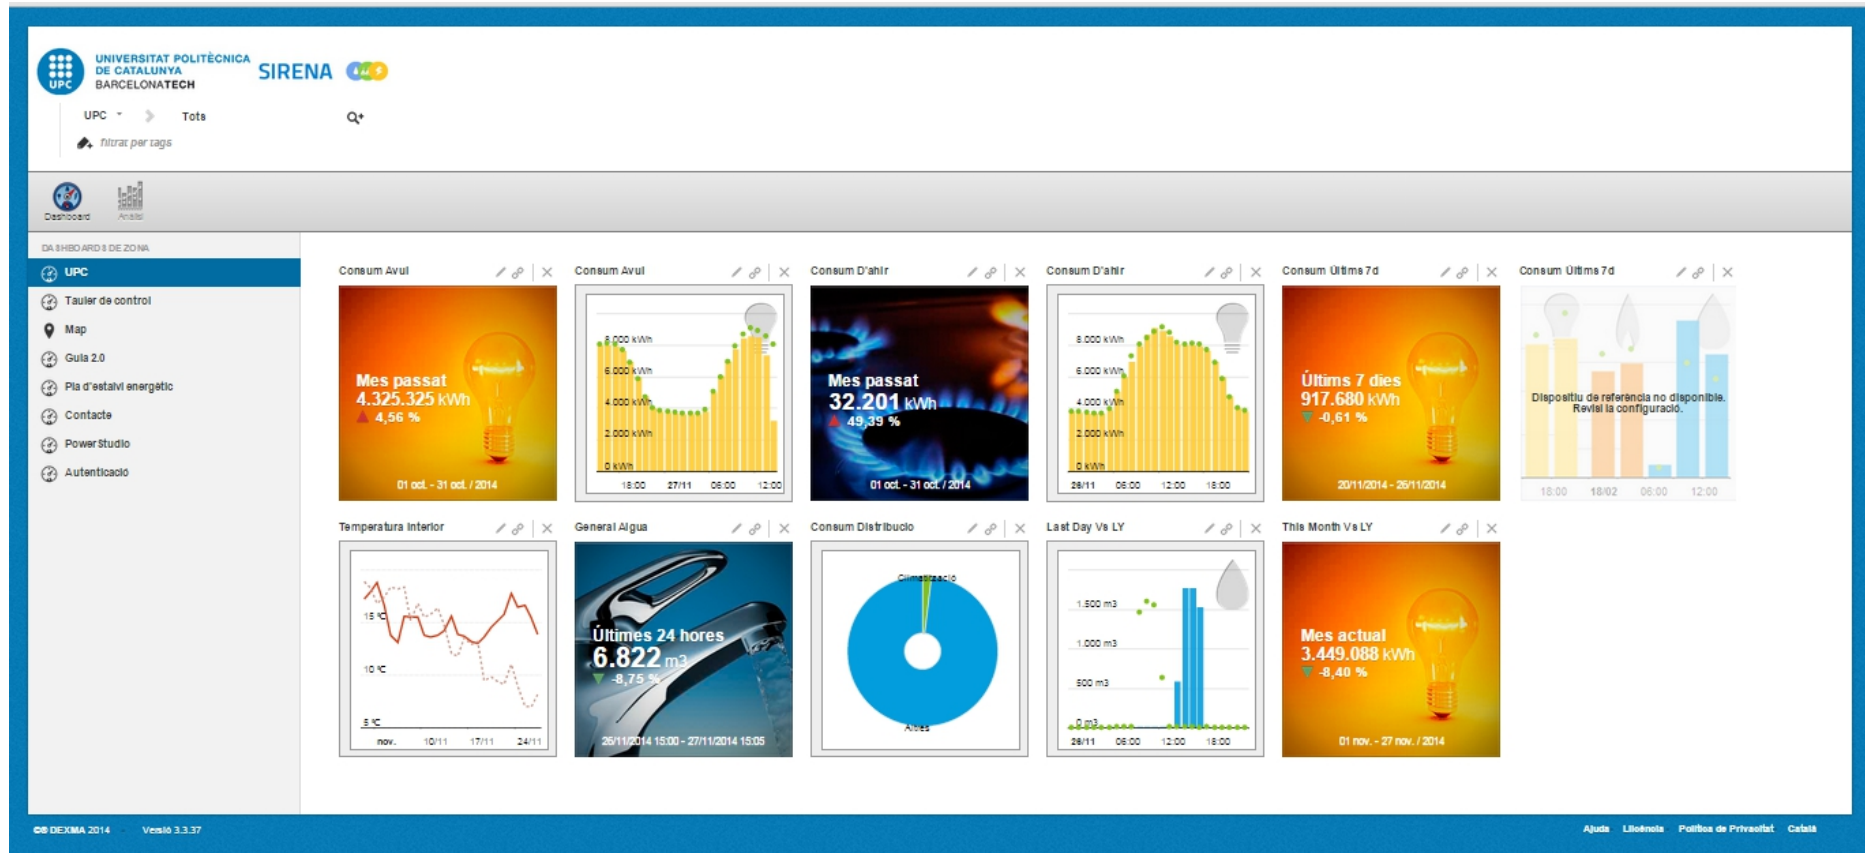 UNIVERSITAT POLITÈCNICA
DE CATALUNYA
BARCELONATECH
UPC
SIRENA
UPC
Tots
filtrat per tags
Dashboard
Anàlisi
DASHBOARDS DE ZONA
UPC
Tauler de control
Map
Guia 2.0
Pla d'estalvi energètic
Contacte
PowerStudio
Autenticació
Consum Avui
Mes passat
4.325.325 kWh
4,56 %
01 oct. - 31 oct. / 2014
Consum Avui
8.000 kWh
6.000 kWh
4.000 kWh
2.000 kWh
0 kWh
18:00 27/11 06:00 12:00
Consum D'ahir
Mes passat
32.201 kWh
49,39 %
01 oct. - 31 oct. / 2014
Consum D'ahir
8.000 kWh
6.000 kWh
4.000 kWh
2.000 kWh
0 kWh
26/11 06:00 12:00 18:00
Consum Últims 7d
Últims 7 dies
917.680 kWh
-0,61 %
20/11/2014 - 26/11/2014
Consum Últims 7d
Dispositiu de referència no disponible.
Revisi la configuració.
18:00 18/02 06:00 12:00
Temperatura Interior
15 ºC
10 ºC
5 ºC
nov. 10/11 17/11 24/11
General Aigua
Últimes 24 hores
6.822 m3
-8,75 %
26/11/2014 15:00 - 27/11/2014 15:05
Consum Distribucio
Climatització
Altres
Last Day Vs LY
1.500 m3
1.000 m3
500 m3
0 m3
26/11 06:00 12:00 18:00
This Month Vs LY
Mes actual
3.449.088 kWh
-8,40 %
01 nov. - 27 nov. / 2014
©® DEXMA 2014 Versió 3.3.37
Ajuda Llicència Política de Privacitat Català